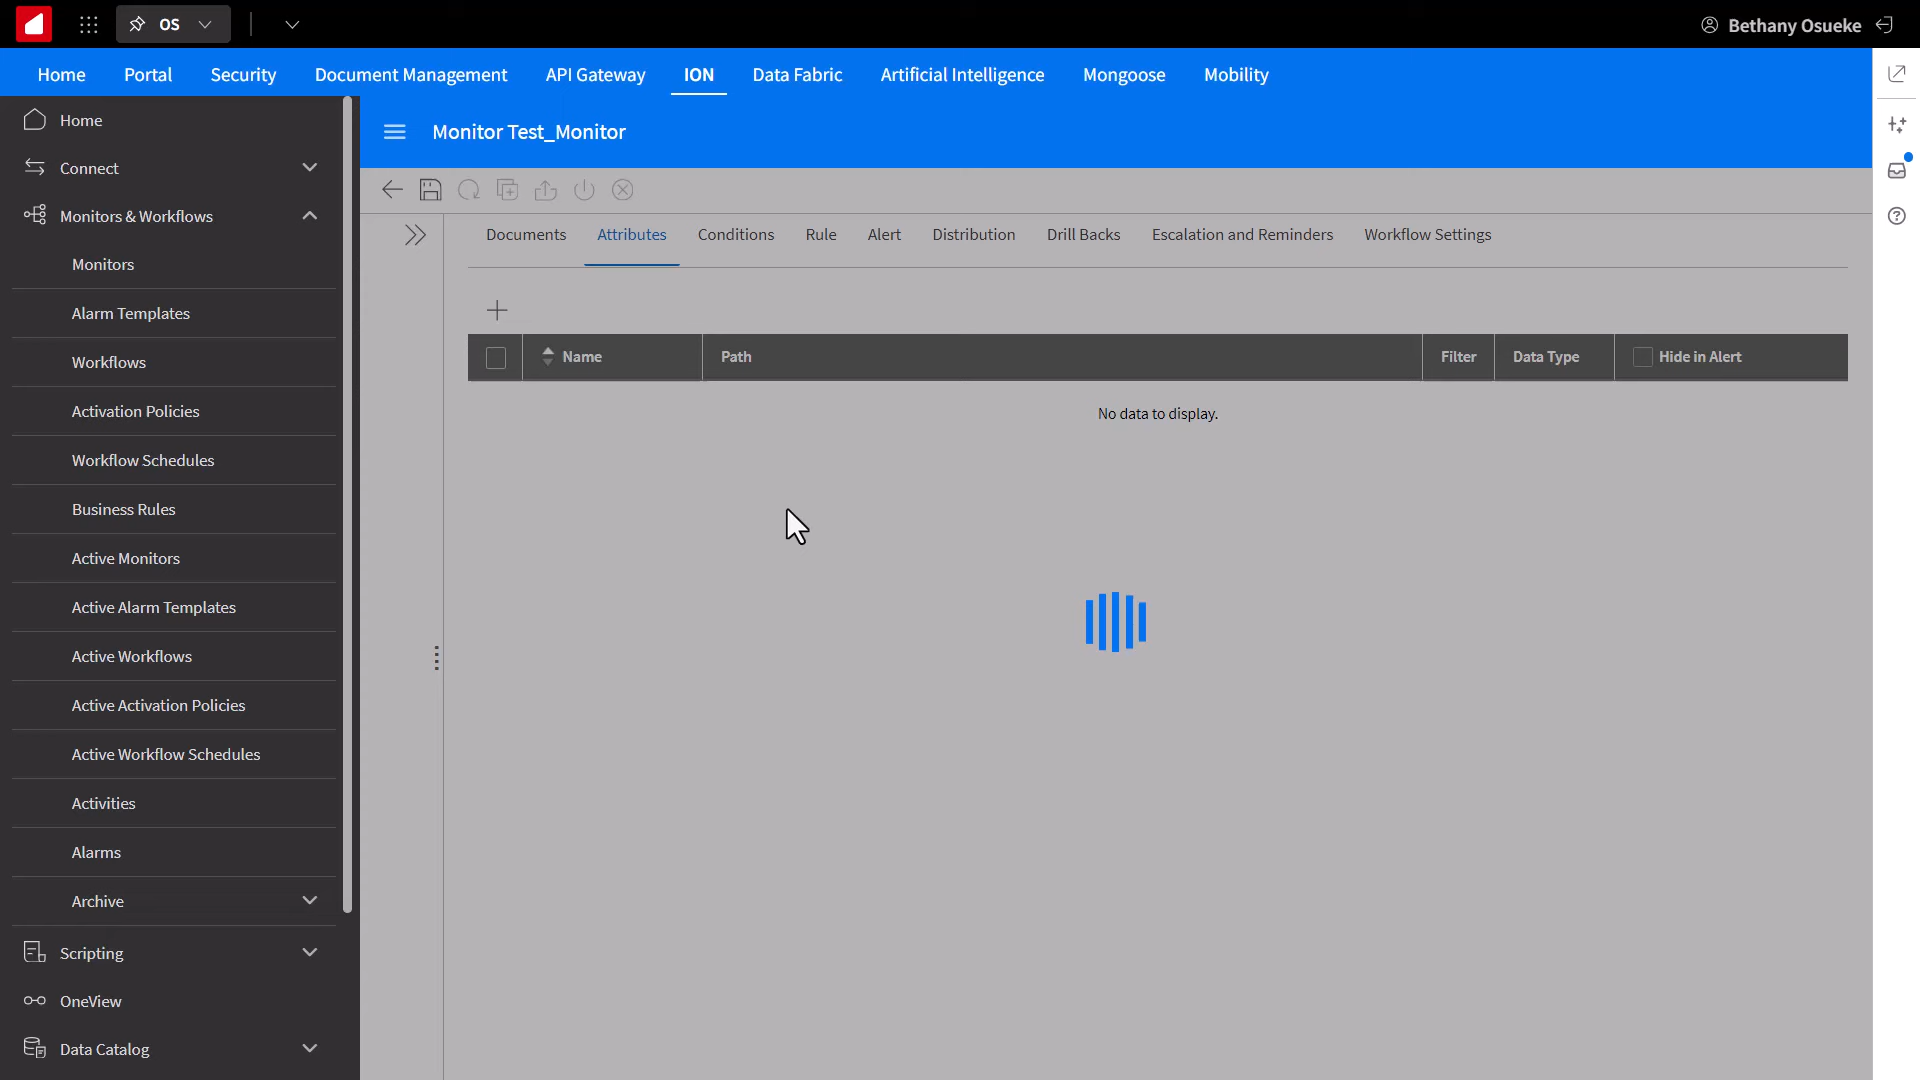 OS
Bethany Osueke
Home Portal Security Document Management API Gateway ION Data Fabric Artificial Intelligence Mongoose Mobility
Home
Connect
Monitors & Workflows
Monitors
Alarm Templates
Workflows
Activation Policies
Workflow Schedules
Business Rules
Active Monitors
Active Alarm Templates
Active Workflows
Active Activation Policies
Active Workflow Schedules
Activities
Alarms
Archive
Scripting
OneView
Data Catalog
Monitor Test_Monitor
Documents Attributes Conditions Rule Alert Distribution Drill Backs Escalation and Reminders Workflow Settings
Name Path Filter Data Type Hide in Alert
No data to display.